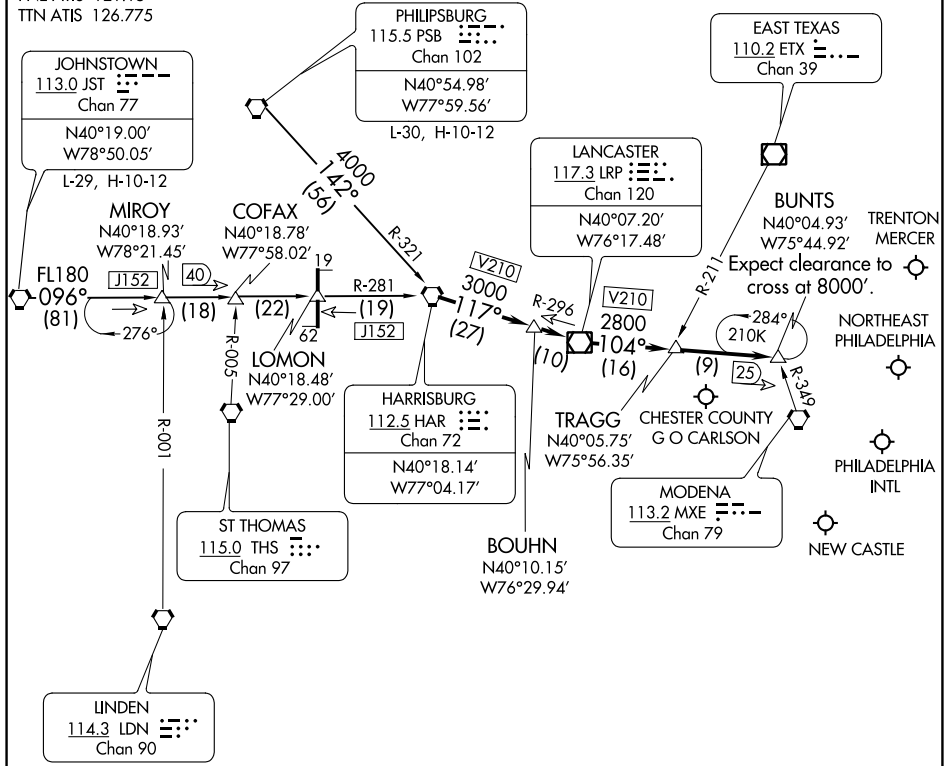 TTN ATIS 126.775
PHILIPSBURG
115.5 PSB
Chan 102
N40°54.98′
W77°59.56′
L-30, H-10-12
EAST TEXAS
110.2 ETX
Chan 39
JOHNSTOWN
113.0 JST
Chan 77
N40°19.00′
W78°50.05′
L-29, H-10-12
LANCASTER
117.3 LRP
Chan 120
N40°07.20′
W76°17.48′
4000
142°
(56)
R-321
MIROY
N40°18.93′
W78°21.45′
COFAX
N40°18.78′
W77°58.02′
BUNTS
N40°04.93′
W75°44.92′
Expect clearance to
cross at 8000′.
TRENTON
MERCER
R-211
FL180
096°
(81)
J152
276°
(18)
40
(22)
19
62
R-281
(19)
J152
V210
3000
117°
(27)
R-296
(10)
V210
2800
104°
(16)
(9)
284°
210K
25
R-349
NORTHEAST
PHILADELPHIA
LOMON
N40°18.48′
W77°29.00′
R-005
R-001
HARRISBURG
112.5 HAR
Chan 72
N40°18.14′
W77°04.17′
TRAGG
N40°05.75′
W75°56.35′
CHESTER COUNTY
G O CARLSON
PHILADELPHIA
INTL
MODENA
113.2 MXE
Chan 79
NEW CASTLE
ST THOMAS
115.0 THS
Chan 97
BOUHN
N40°10.15′
W76°29.94′
LINDEN
114.3 LDN
Chan 90